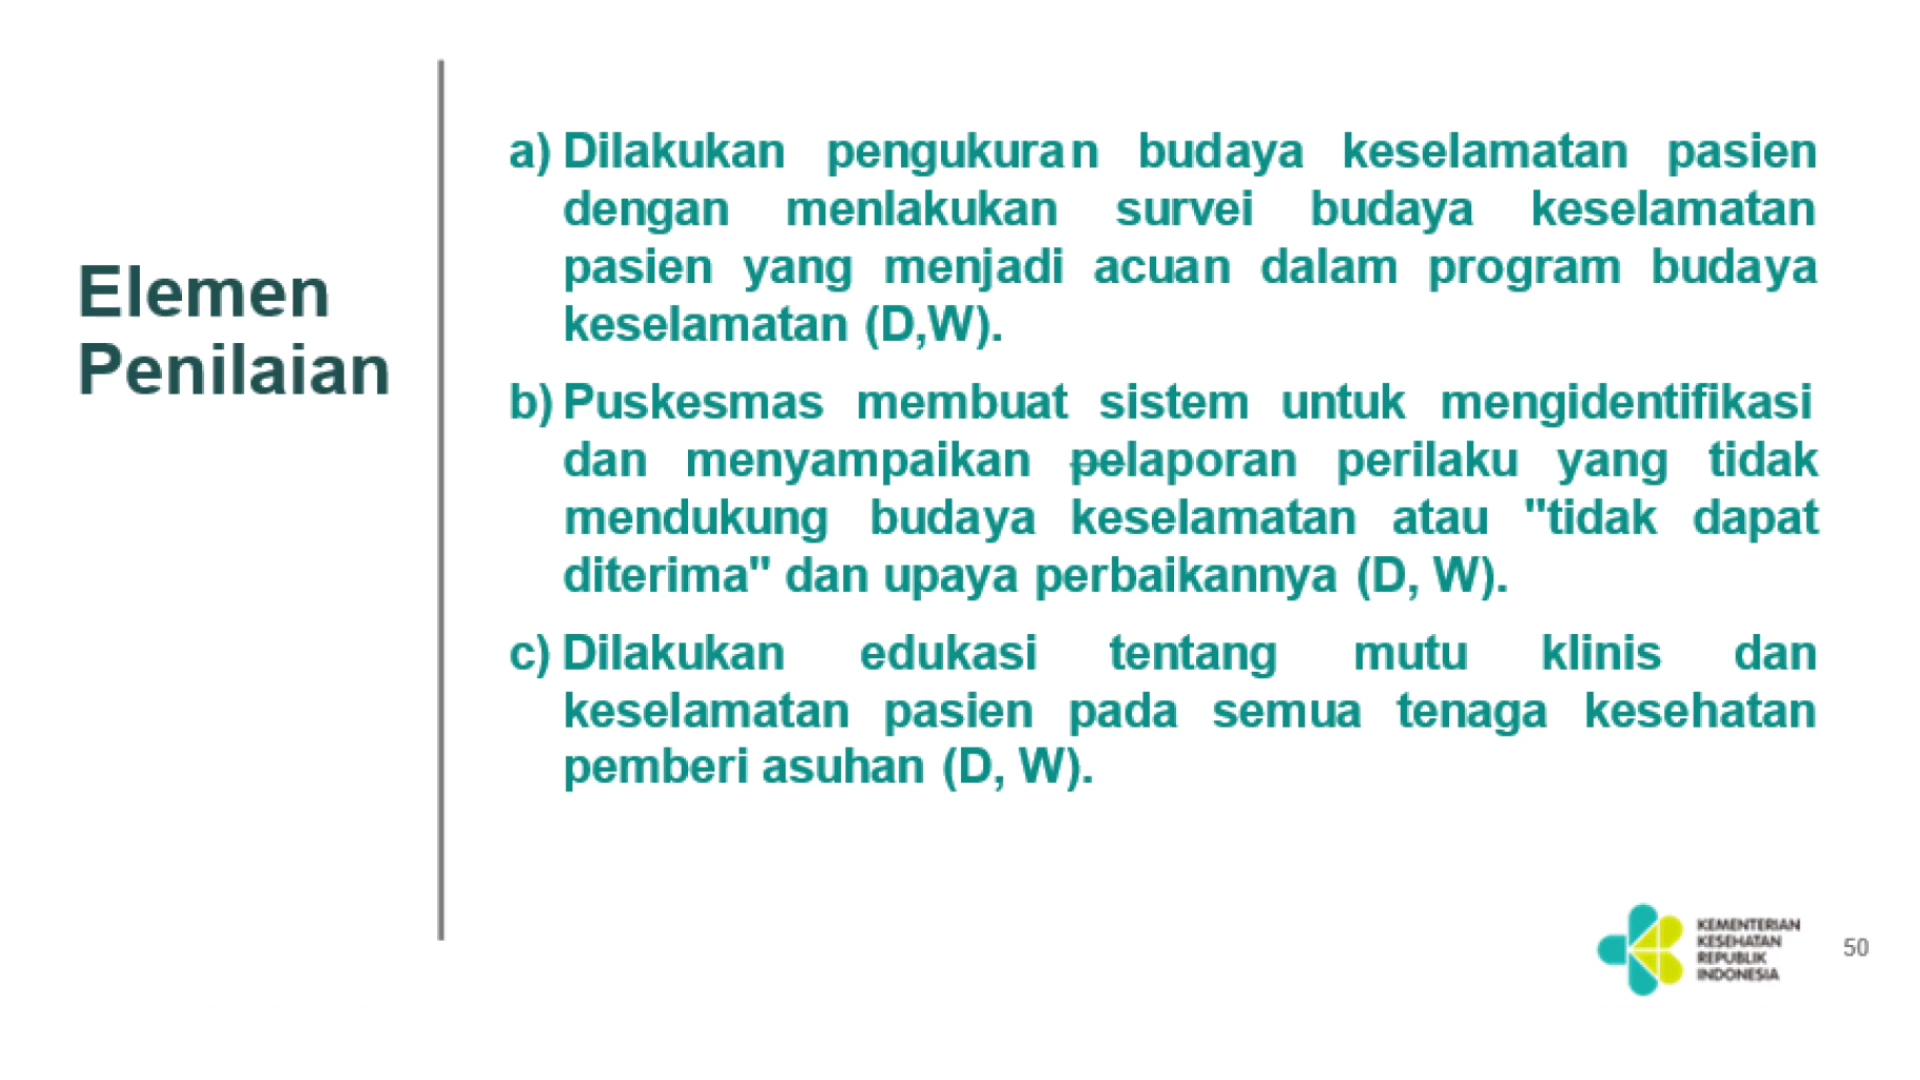 Elemen
Penilaian
a) Dilakukan pengukuran budaya keselamatan pasien
dengan menlakukan survei budaya keselamatan
pasien yang menjadi acuan dalam program budaya
keselamatan (D,W).
b) Puskesmas membuat sistem untuk mengidentifikasi
dan menyampaikan pelaporan perilaku yang tidak
mendukung budaya keselamatan atau "tidak dapat
diterima" dan upaya perbaikannya (D, W).
c) Dilakukan edukasi tentang mutu klinis dan
keselamatan pasien pada semua tenaga kesehatan
pemberi asuhan (D, W).
KEMENTERIAN
KESEHATAN
REPUBLIK
INDONESIA
50